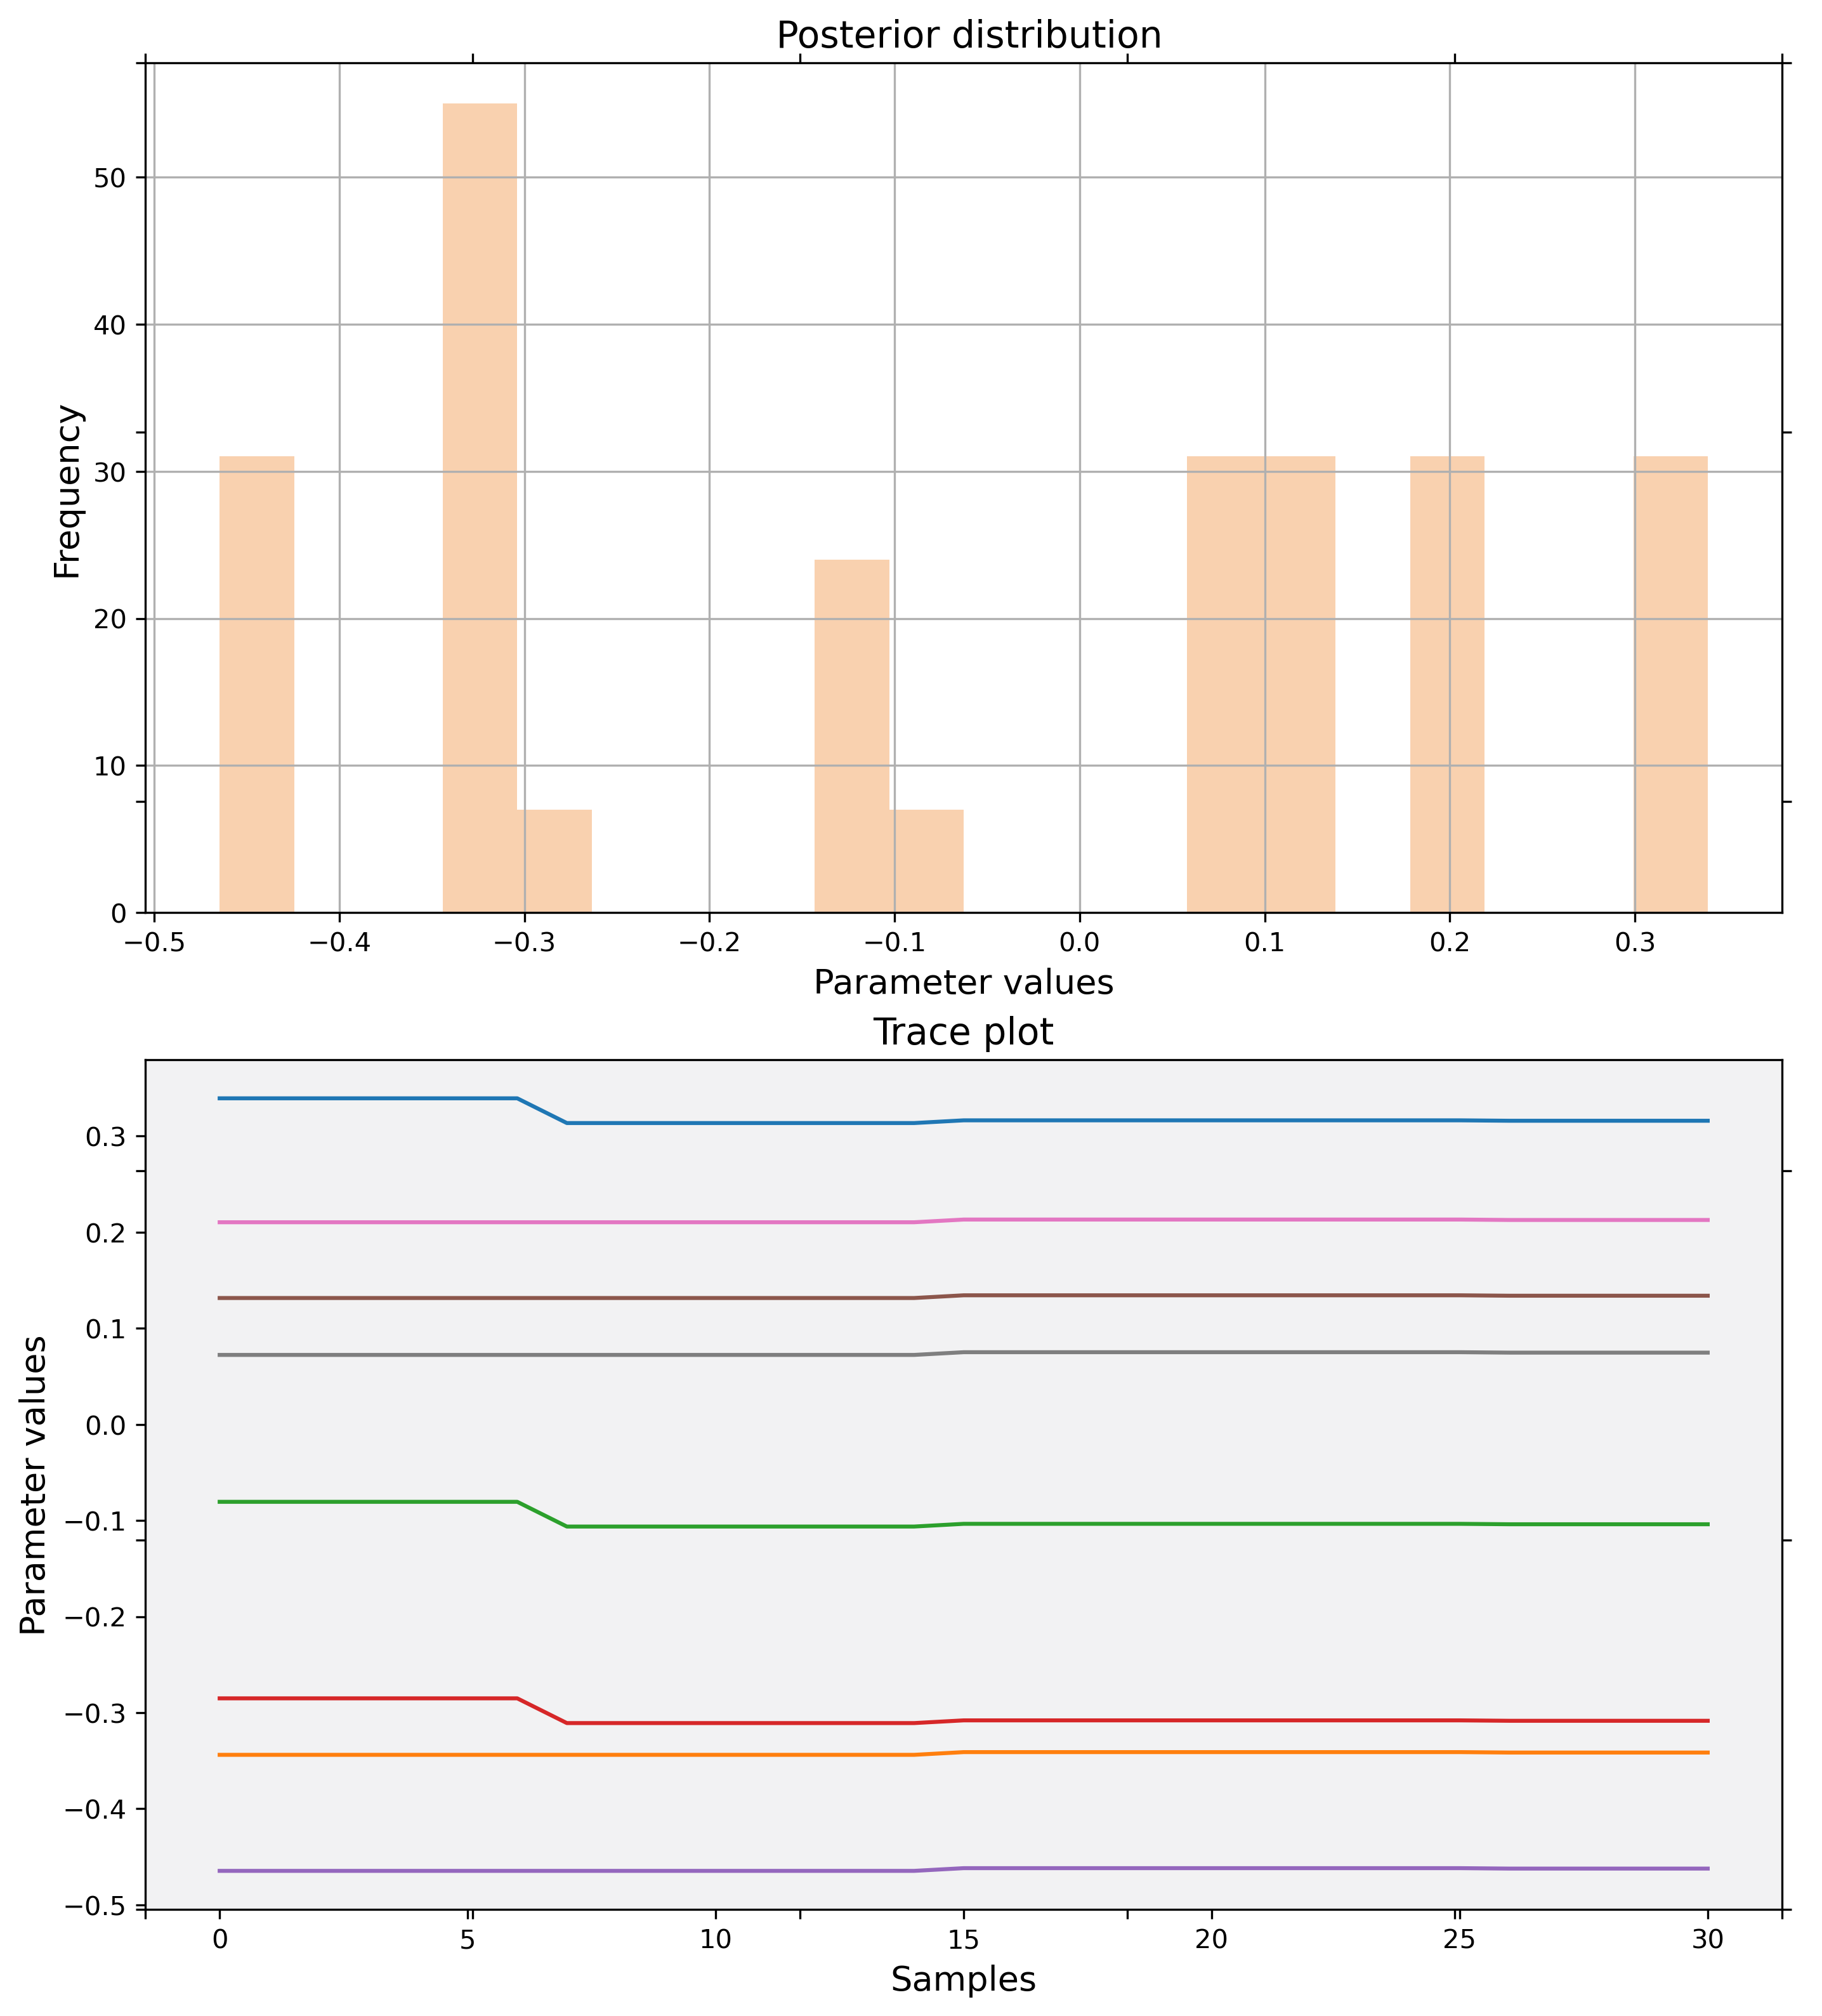 Posterior distribution
Frequency
50
40
30
20
10
0
−0.5 −0.4 −0.3 −0.2 −0.1 0.0 0.1 0.2 0.3
Parameter values
Trace plot
Parameter values
0.3
0.2
0.1
0.0
−0.1
−0.2
−0.3
−0.4
−0.5
0 5 10 15 20 25 30
Samples